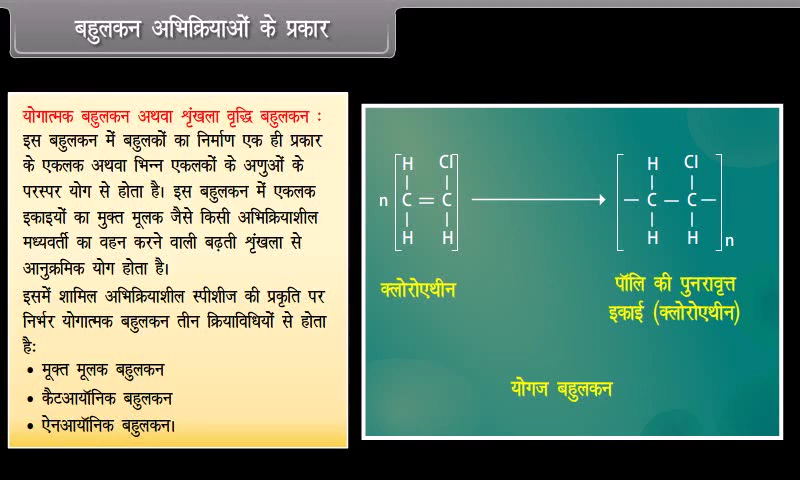 बहुलकन अभिक्रियाओं के प्रकार
योगात्मक बहुलकन अथवा शृंखला वृद्धि बहुलकन :
इस बहुलकन में बहुलकों का निर्माण एक ही प्रकार
के एकलक अथवा भिन्न एकलकों के अणुओं के
परस्पर योग से होता है। इस बहुलकन में एकलक
इकाइयों का मुक्त मूलक जैसे किसी अभिक्रियाशील
मध्यवर्ती का वहन करने वाली बढ़ती शृंखला से
आनुक्रमिक योग होता है।
इसमें शामिल अभिक्रियाशील स्पीशीज की प्रकृति पर
निर्भर योगात्मक बहुलकन तीन क्रियाविधियों से होता
है:
• मूक्त मूलक बहुलकन
• कैटआयॉनिक बहुलकन
• ऐनआयॉनिक बहुलकन।
H Cl H Cl
n C = C — C — C —
H H H H n
क्लोरोएथीन
पॉलि की पुनरावृत्त
इकाई (क्लोरोएथीन)
योगज बहुलकन